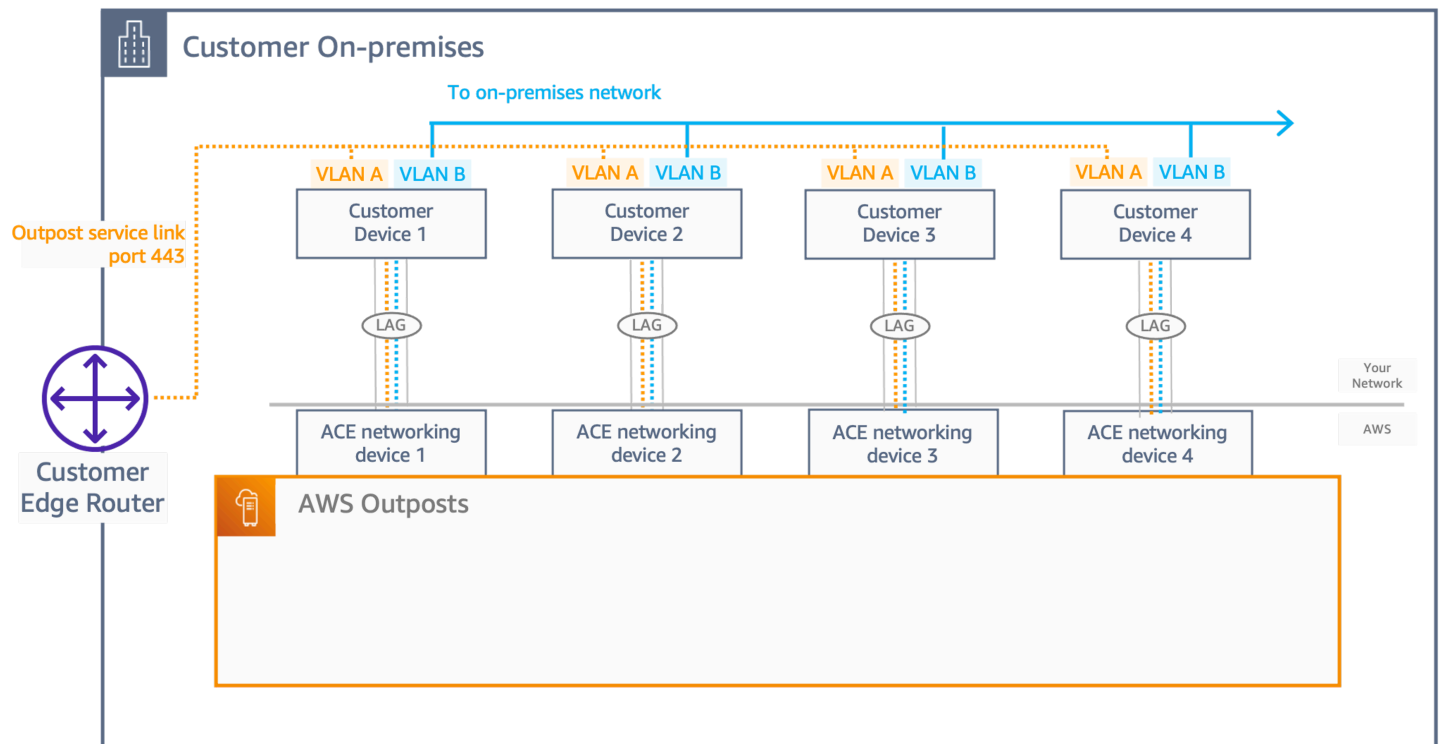 Customer On-premises
To on-premises network
VLAN A VLAN B
VLAN A VLAN B
VLAN A VLAN B
VLAN A VLAN B
Customer
Device 1
Customer
Device 2
Customer
Device 3
Customer
Device 4
Outpost service link
port 443
LAG
LAG
LAG
LAG
Your
Network
AWS
ACE networking
device 1
ACE networking
device 2
ACE networking
device 3
ACE networking
device 4
Customer
Edge Router
AWS Outposts